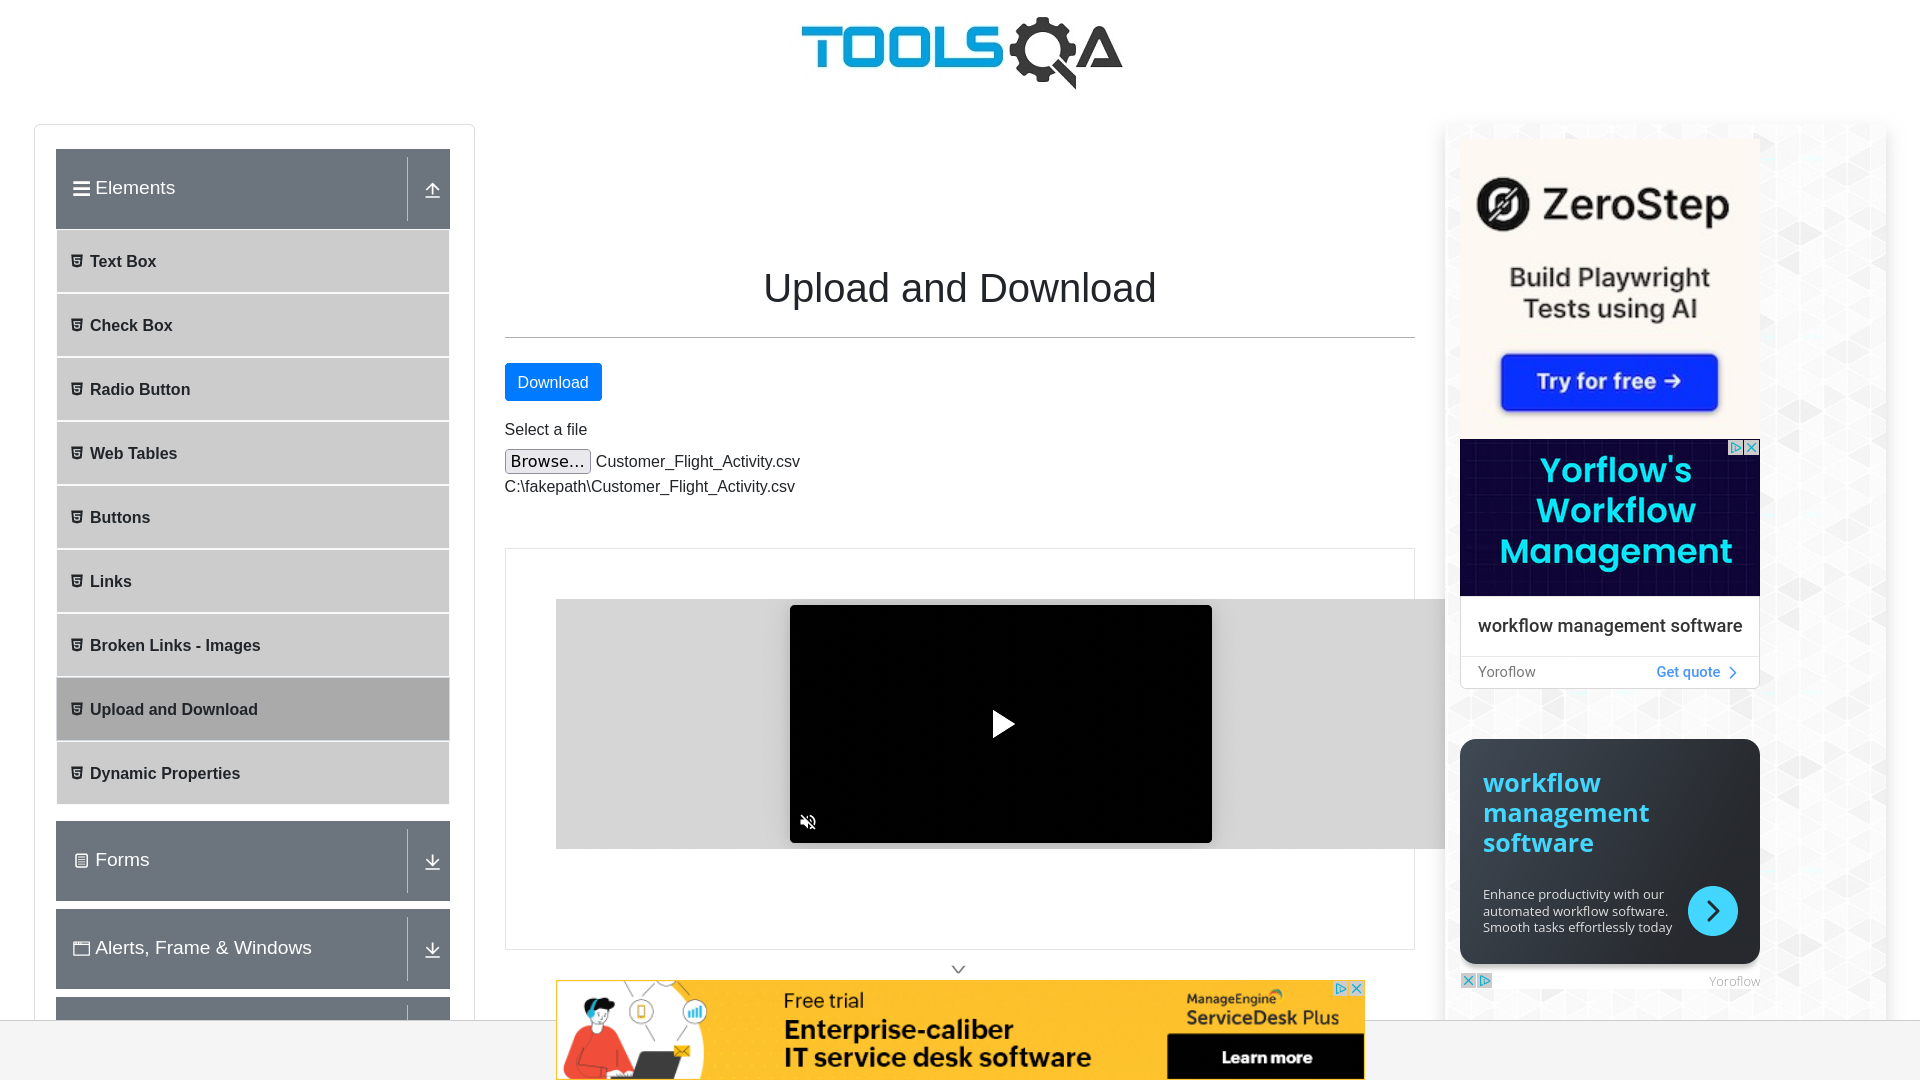 TOOLSQA
Elements
Text Box
Check Box
Radio Button
Web Tables
Buttons
Links
Broken Links - Images
Upload and Download
Dynamic Properties
Forms
Alerts, Frame & Windows
Upload and Download
Download
Select a file
Browse... Customer_Flight_Activity.csv
C:\fakepath\Customer_Flight_Activity.csv
ZeroStep
Build Playwright
Tests using AI
Try for free →
Yorflow's
Workflow
Management
workflow management software
Yoroflow Get quote
workflow
management
software
Enhance productivity with our
automated workflow software.
Smooth tasks effortlessly today
Yoroflow
Free trial
Enterprise-caliber
IT service desk software
ManageEngine
ServiceDesk Plus
Learn more